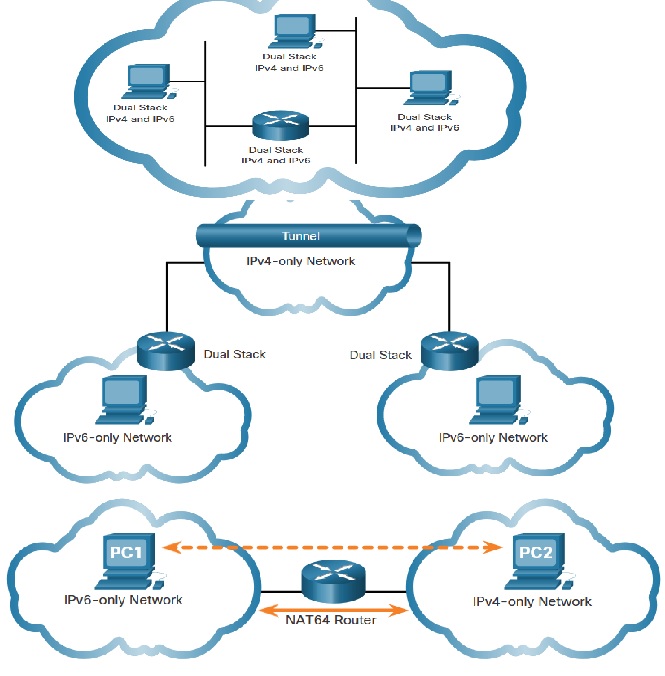 Dual Stack
IPv4 and IPv6
Dual Stack
IPv4 and IPv6
Dual Stack
IPv4 and IPv6
Dual Stack
IPv4 and IPv6
Tunnel
IPv4-only Network
Dual Stack
Dual Stack
IPv6-only Network
IPv6-only Network
PC1
PC2
IPv6-only Network
IPv4-only Network
NAT64 Router